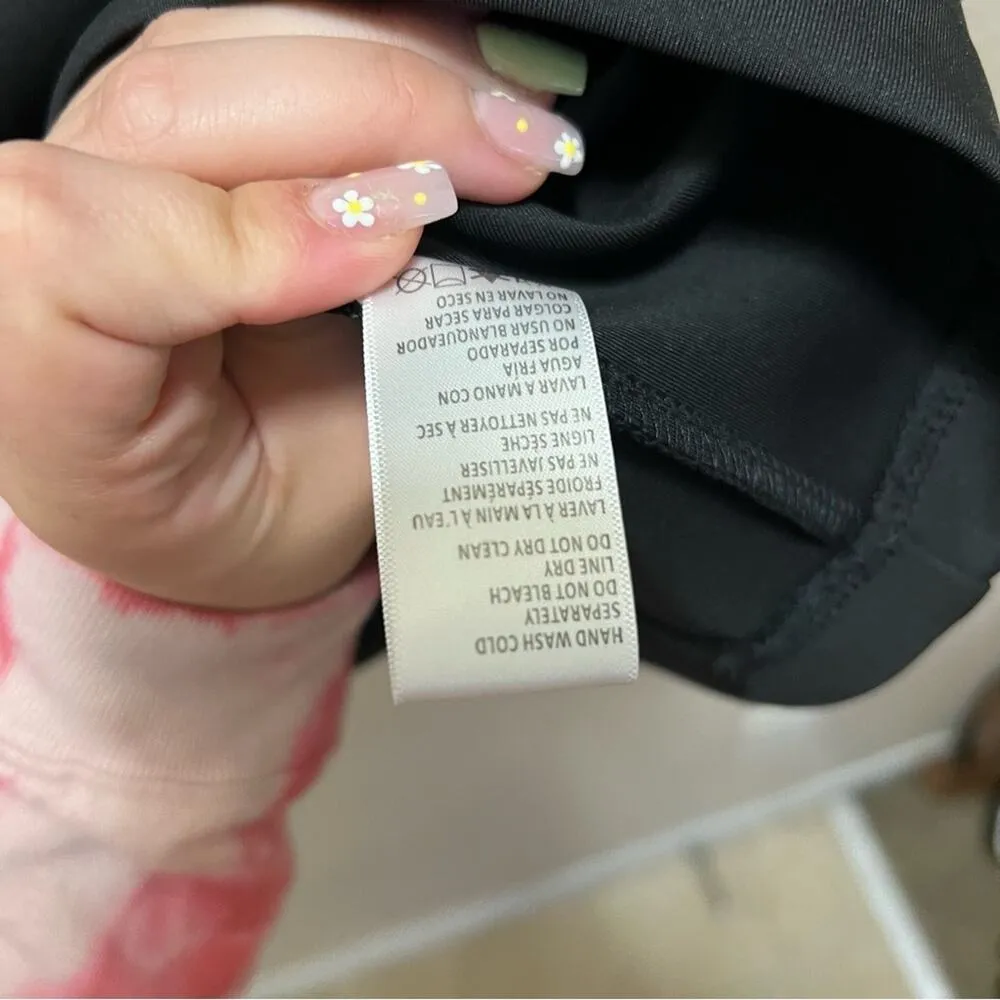 HAND WASH COLD
SEPARATELY
DO NOT BLEACH
LINE DRY
DO NOT DRY CLEAN
LAVER À LA MAIN À L'EAU
FROIDE SÉPARÉMENT
NE PAS JAVELLISER
LIGNE SÈCHE
NE PAS NETTOYER À SEC
LAVAR A MANO CON
AGUA FRIA
POR SEPARADO
NO USAR BLANQUEADOR
COLGAR PARA SECAR
NO LAVAR EN SECO